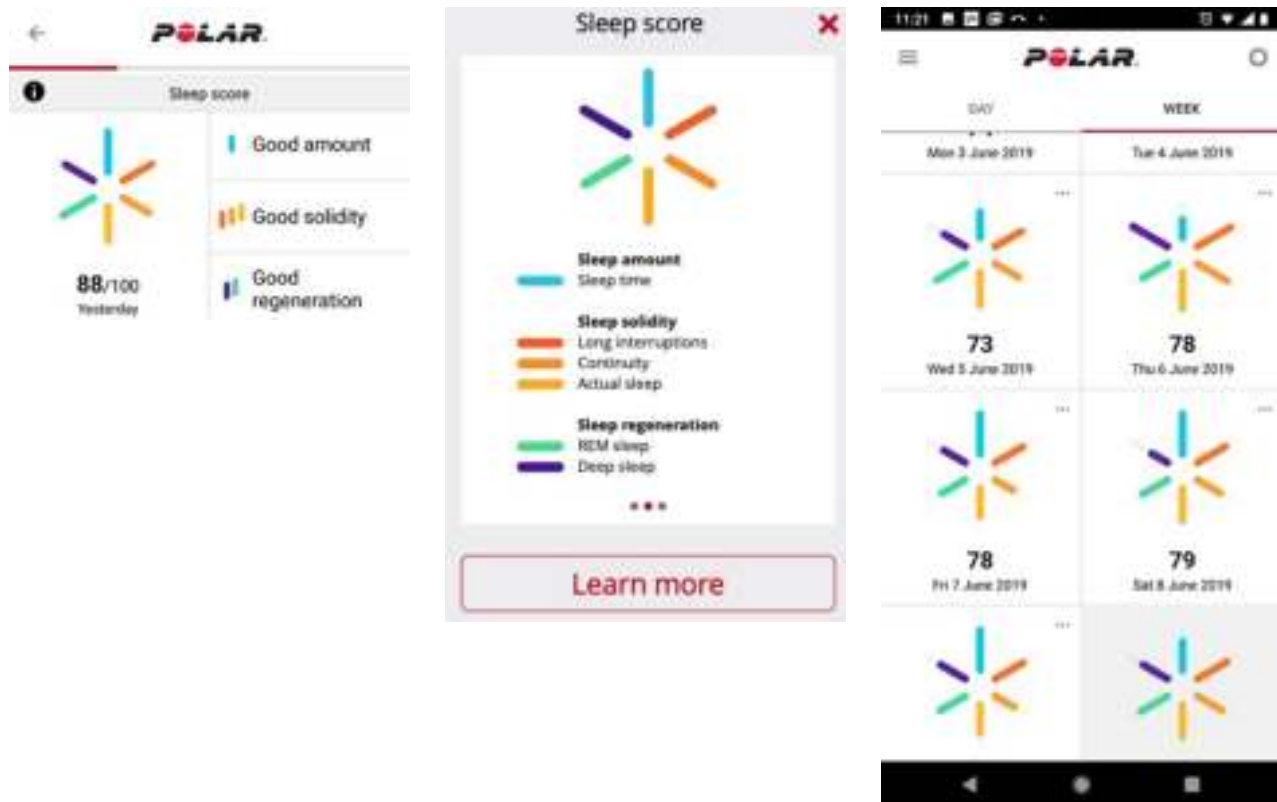 POLAR
Sleep score
Good amount
Good solidity
Good
regeneration
88/100
Yesterday
Sleep score
Sleep amount
Sleep time
Sleep solidity
Long interruptions
Continuity
Actual sleep
Sleep regeneration
REM sleep
Deep sleep
Learn more
11:21
POLAR
DAY WEEK
Mon 3 June 2019 Tue 4 June 2019
73 78
Wed 5 June 2019 Thu 6 June 2019
78 79
Fri 7 June 2019 Sat 8 June 2019